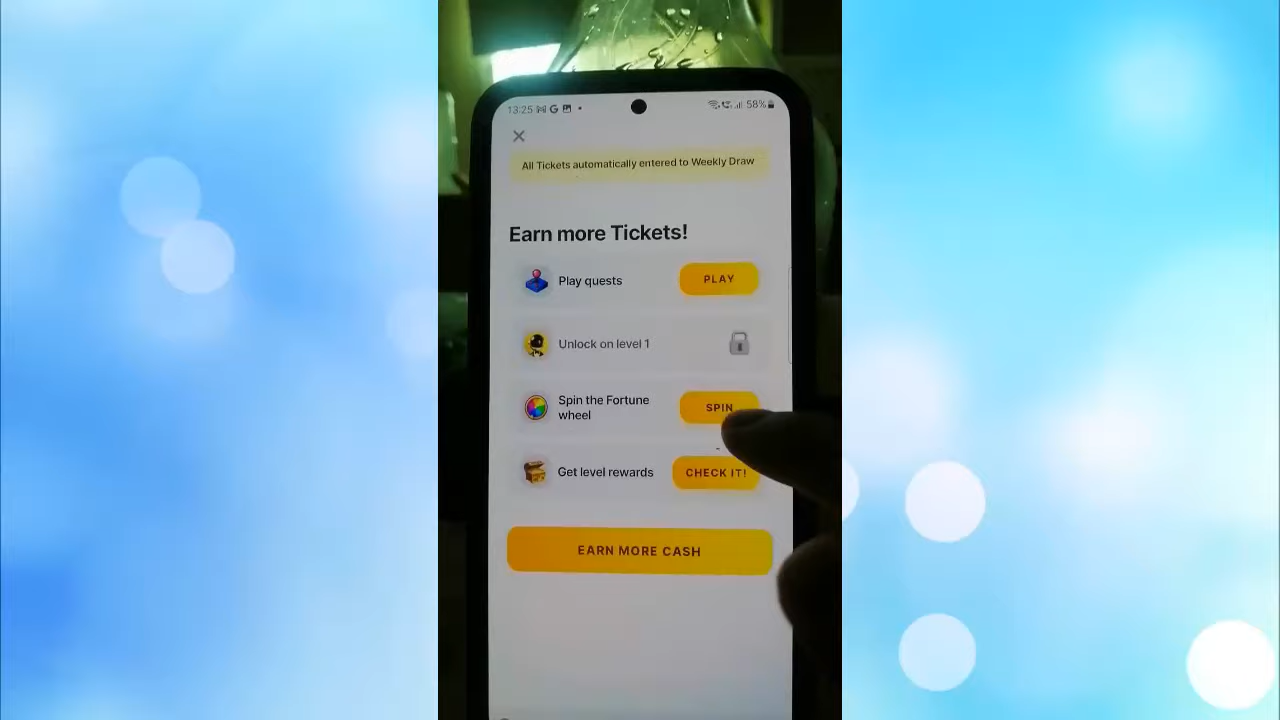 13:25
58%
All Tickets automatically entered to Weekly Draw
Earn more Tickets!
Play quests
PLAY
Unlock on level 1
Spin the Fortune
wheel
SPIN
Get level rewards
CHECK IT!
EARN MORE CASH